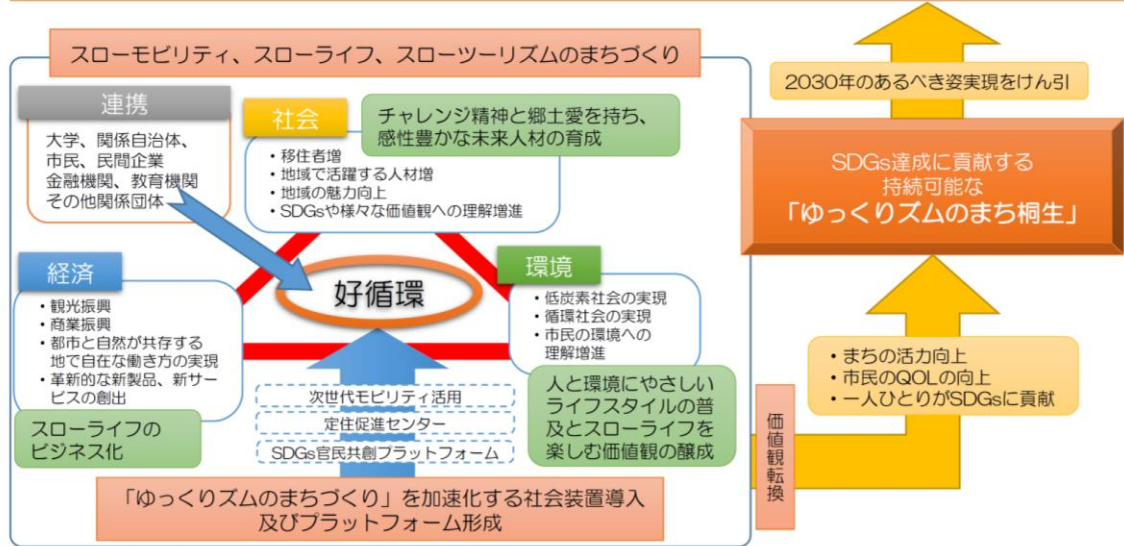 スローモビリティ、スローライフ、スローツーリズムのまちづくり
連携
大学、関係自治体、
市民、民間企業
金融機関、教育機関
その他関係団体
社会
チャレンジ精神と郷土愛を持ち、
感性豊かな未来人材の育成
・移住者増
・地域で活躍する人材増
・地域の魅力向上
・SDGsや様々な価値観への理解増進
経済
・観光振興
・商業振興
・都市と自然が共存する
地で自在な働き方の実現
・革新的な新製品、新サー
ビスの創出
スローライフの
ビジネス化
好循環
環境
・低炭素社会の実現
・循環社会の実現
・市民の環境への
理解増進
人と環境にやさしい
ライフスタイルの普
及とスローライフを
楽しむ価値観の醸成
次世代モビリティ活用
定住促進センター
SDGs官民共創プラットフォーム
「ゆっくりズムのまちづくり」を加速化する社会装置導入
及びプラットフォーム形成
価値観転換
・まちの活力向上
・市民のQOLの向上
・一人ひとりがSDGsに貢献
SDGs達成に貢献する
持続可能な
「ゆっくりズムのまち桐生」
2030年のあるべき姿実現をけん引